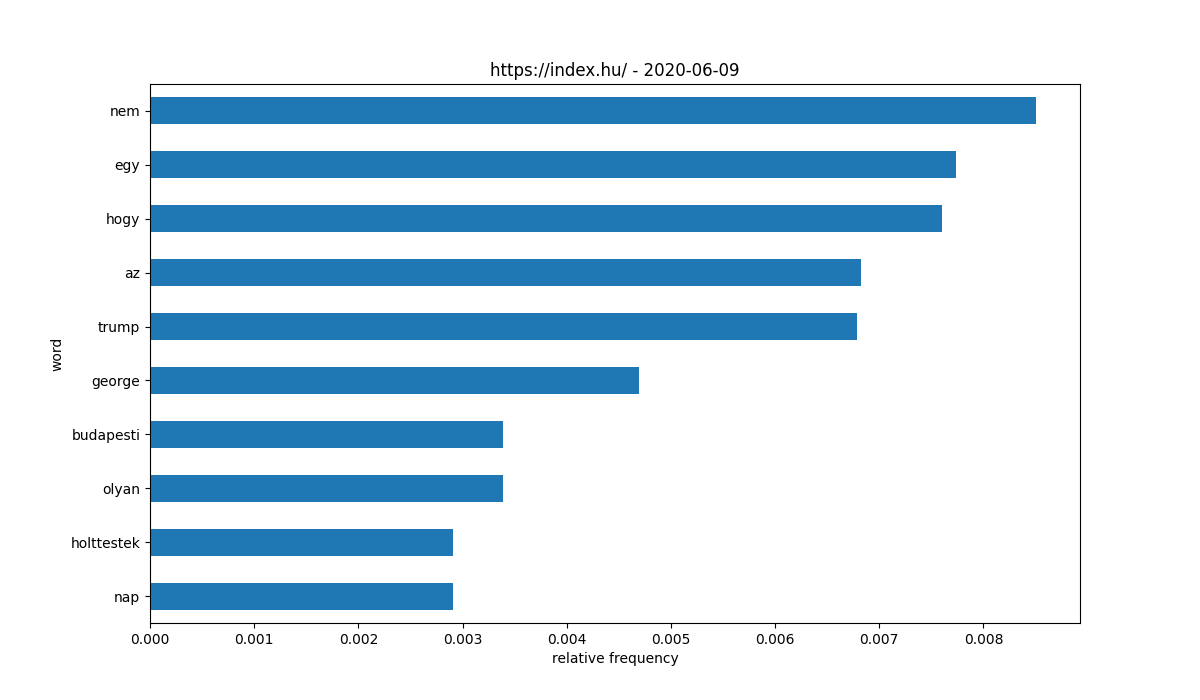 https://index.hu/ - 2020-06-09
nem
egy
hogy
az
trump
george
budapesti
olyan
holttestek
nap
word
0.000 0.001 0.002 0.003 0.004 0.005 0.006 0.007 0.008
relative frequency